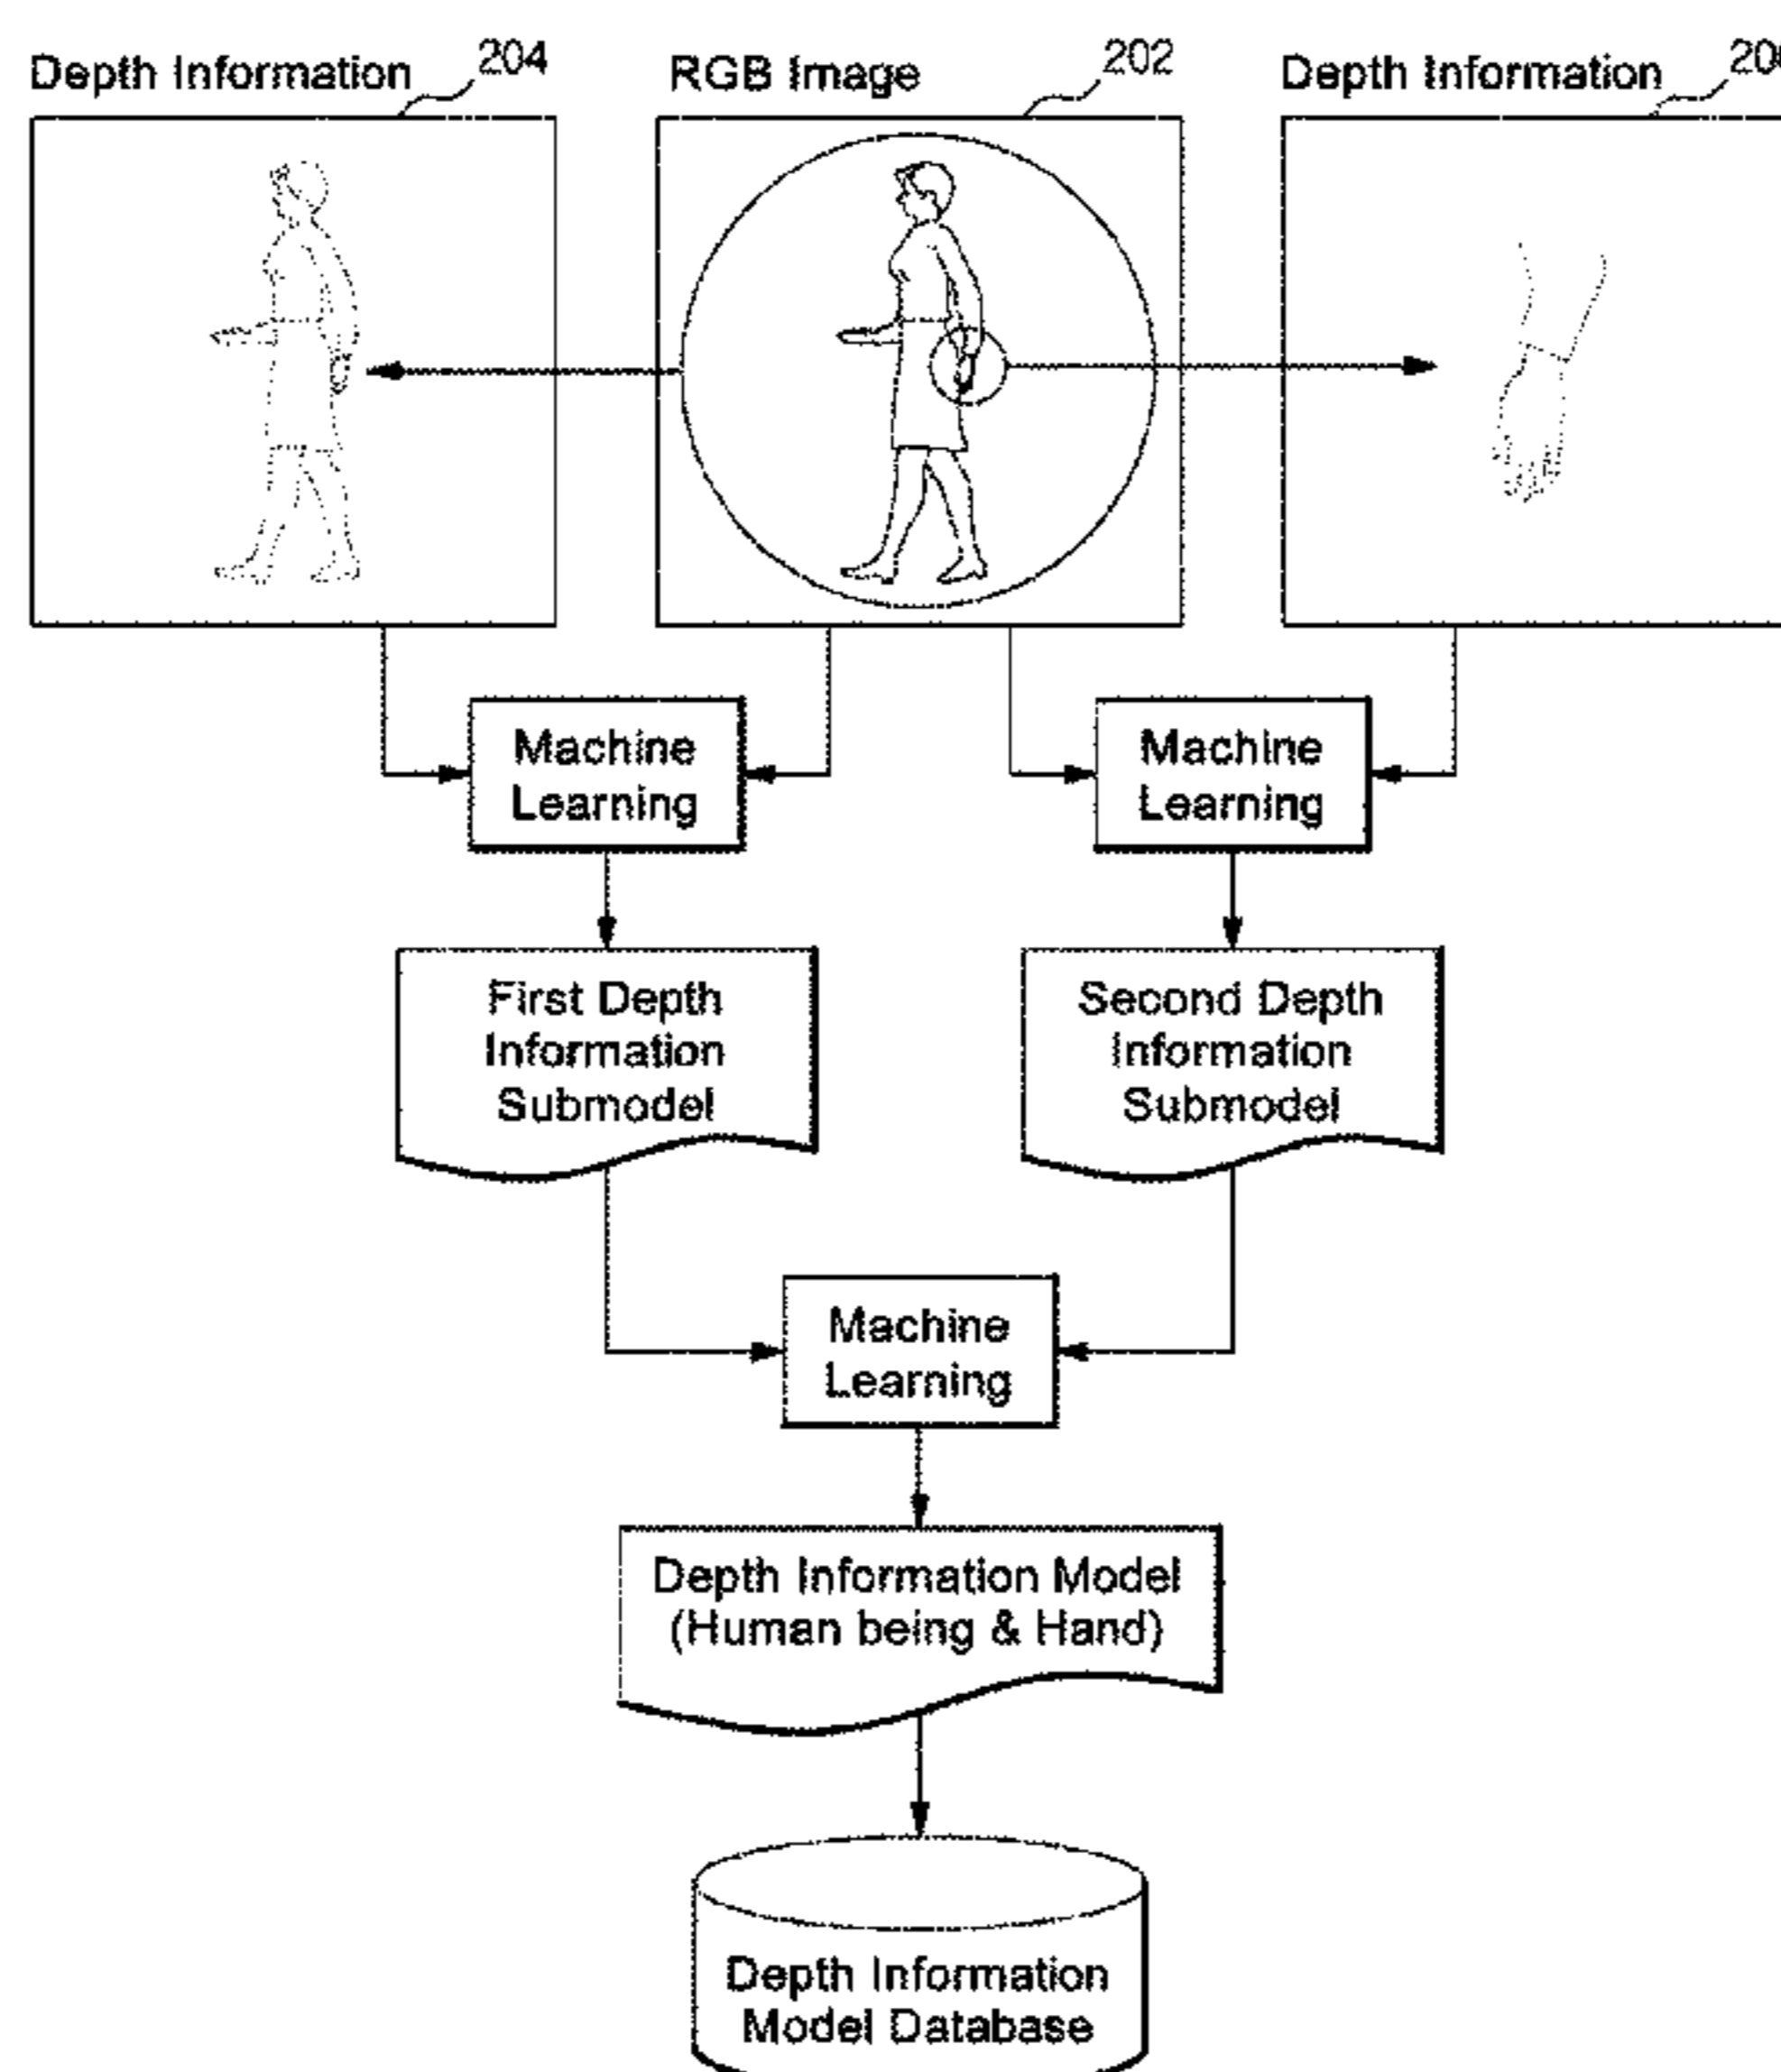 Depth Information 204
RGB Image 202
Depth Information
Machine
Learning
Machine
Learning
First Depth
Information
Submodel
Second Depth
Information
Submodel
Machine
Learning
Depth Information Model
(Human being & Hand)
Depth Information
Model Database